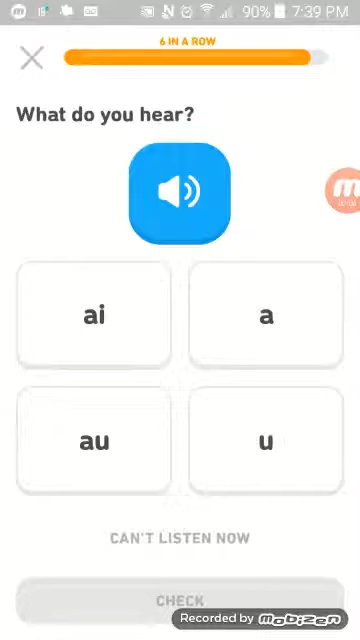 90% 7:39 PM
6 IN A ROW
What do you hear?
ai
a
au
u
CAN'T LISTEN NOW
CHECK
Recorded by mobizen